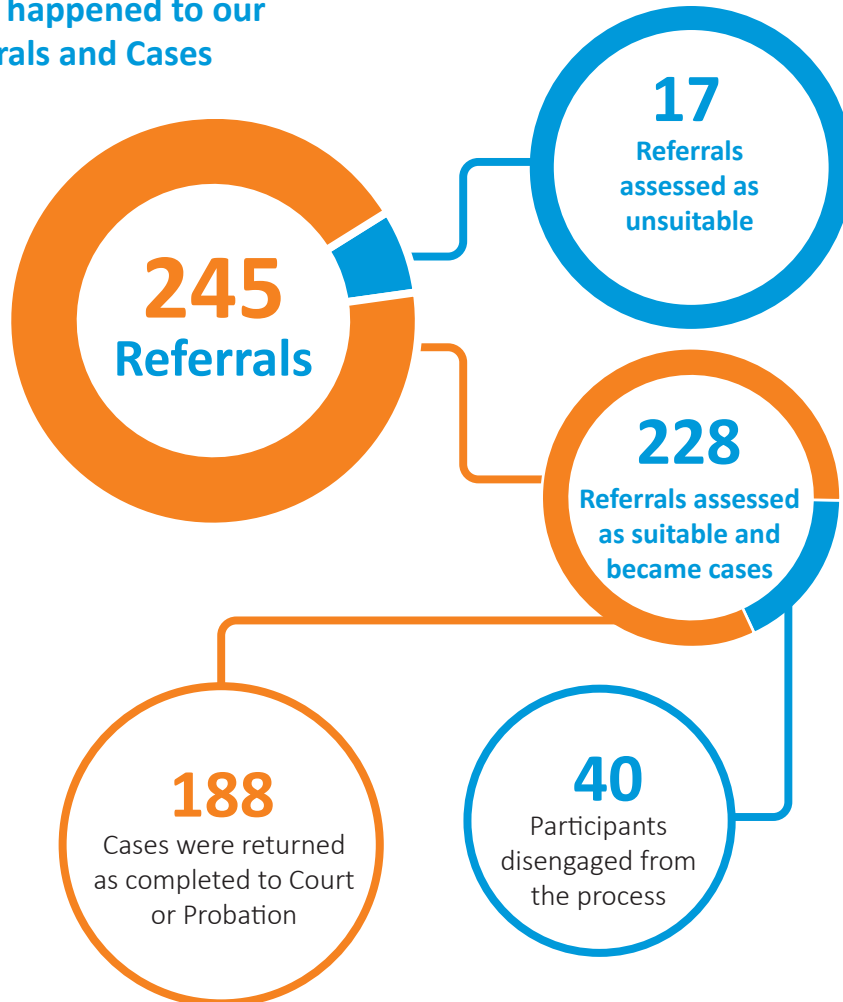 happened to our
rals and Cases
17
Referrals
assessed as
unsuitable
245
Referrals
228
Referrals assessed
as suitable and
became cases
188
Cases were returned
as completed to Court
or Probation
40
Participants
disengaged from
the process